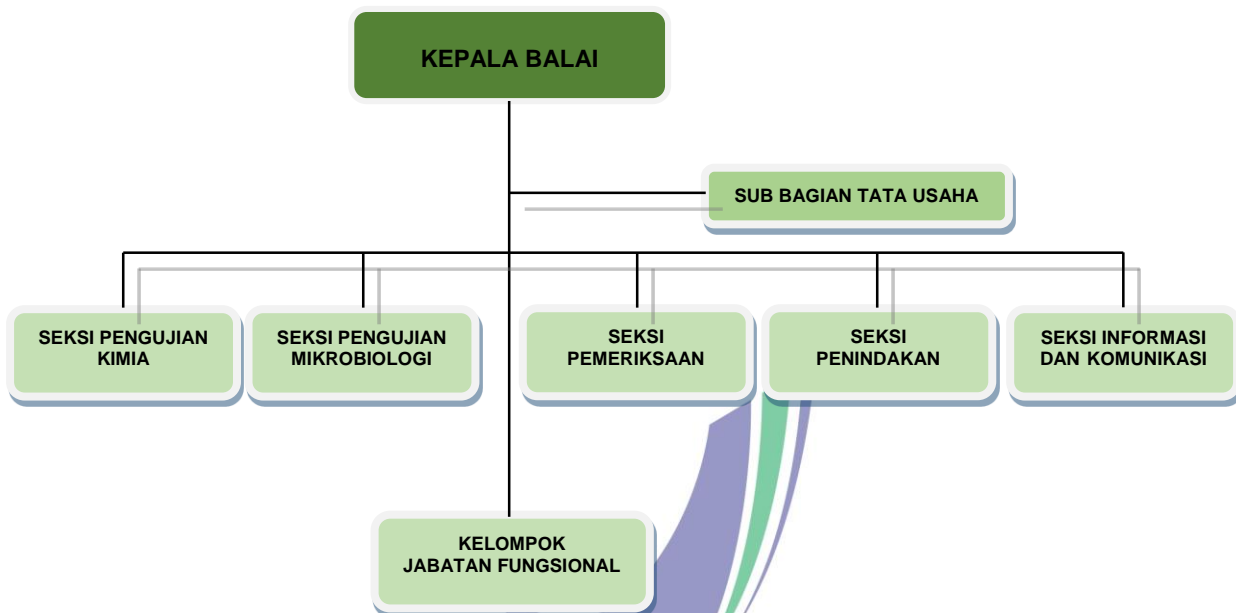 KEPALA BALAI
SUB BAGIAN TATA USAHA
SEKSI PENGUJIAN
KIMIA
SEKSI PENGUJIAN
MIKROBIOLOGI
SEKSI
PEMERIKSAAN
SEKSI
PENINDAKAN
SEKSI INFORMASI
DAN KOMUNIKASI
KELOMPOK
JABATAN FUNGSIONAL